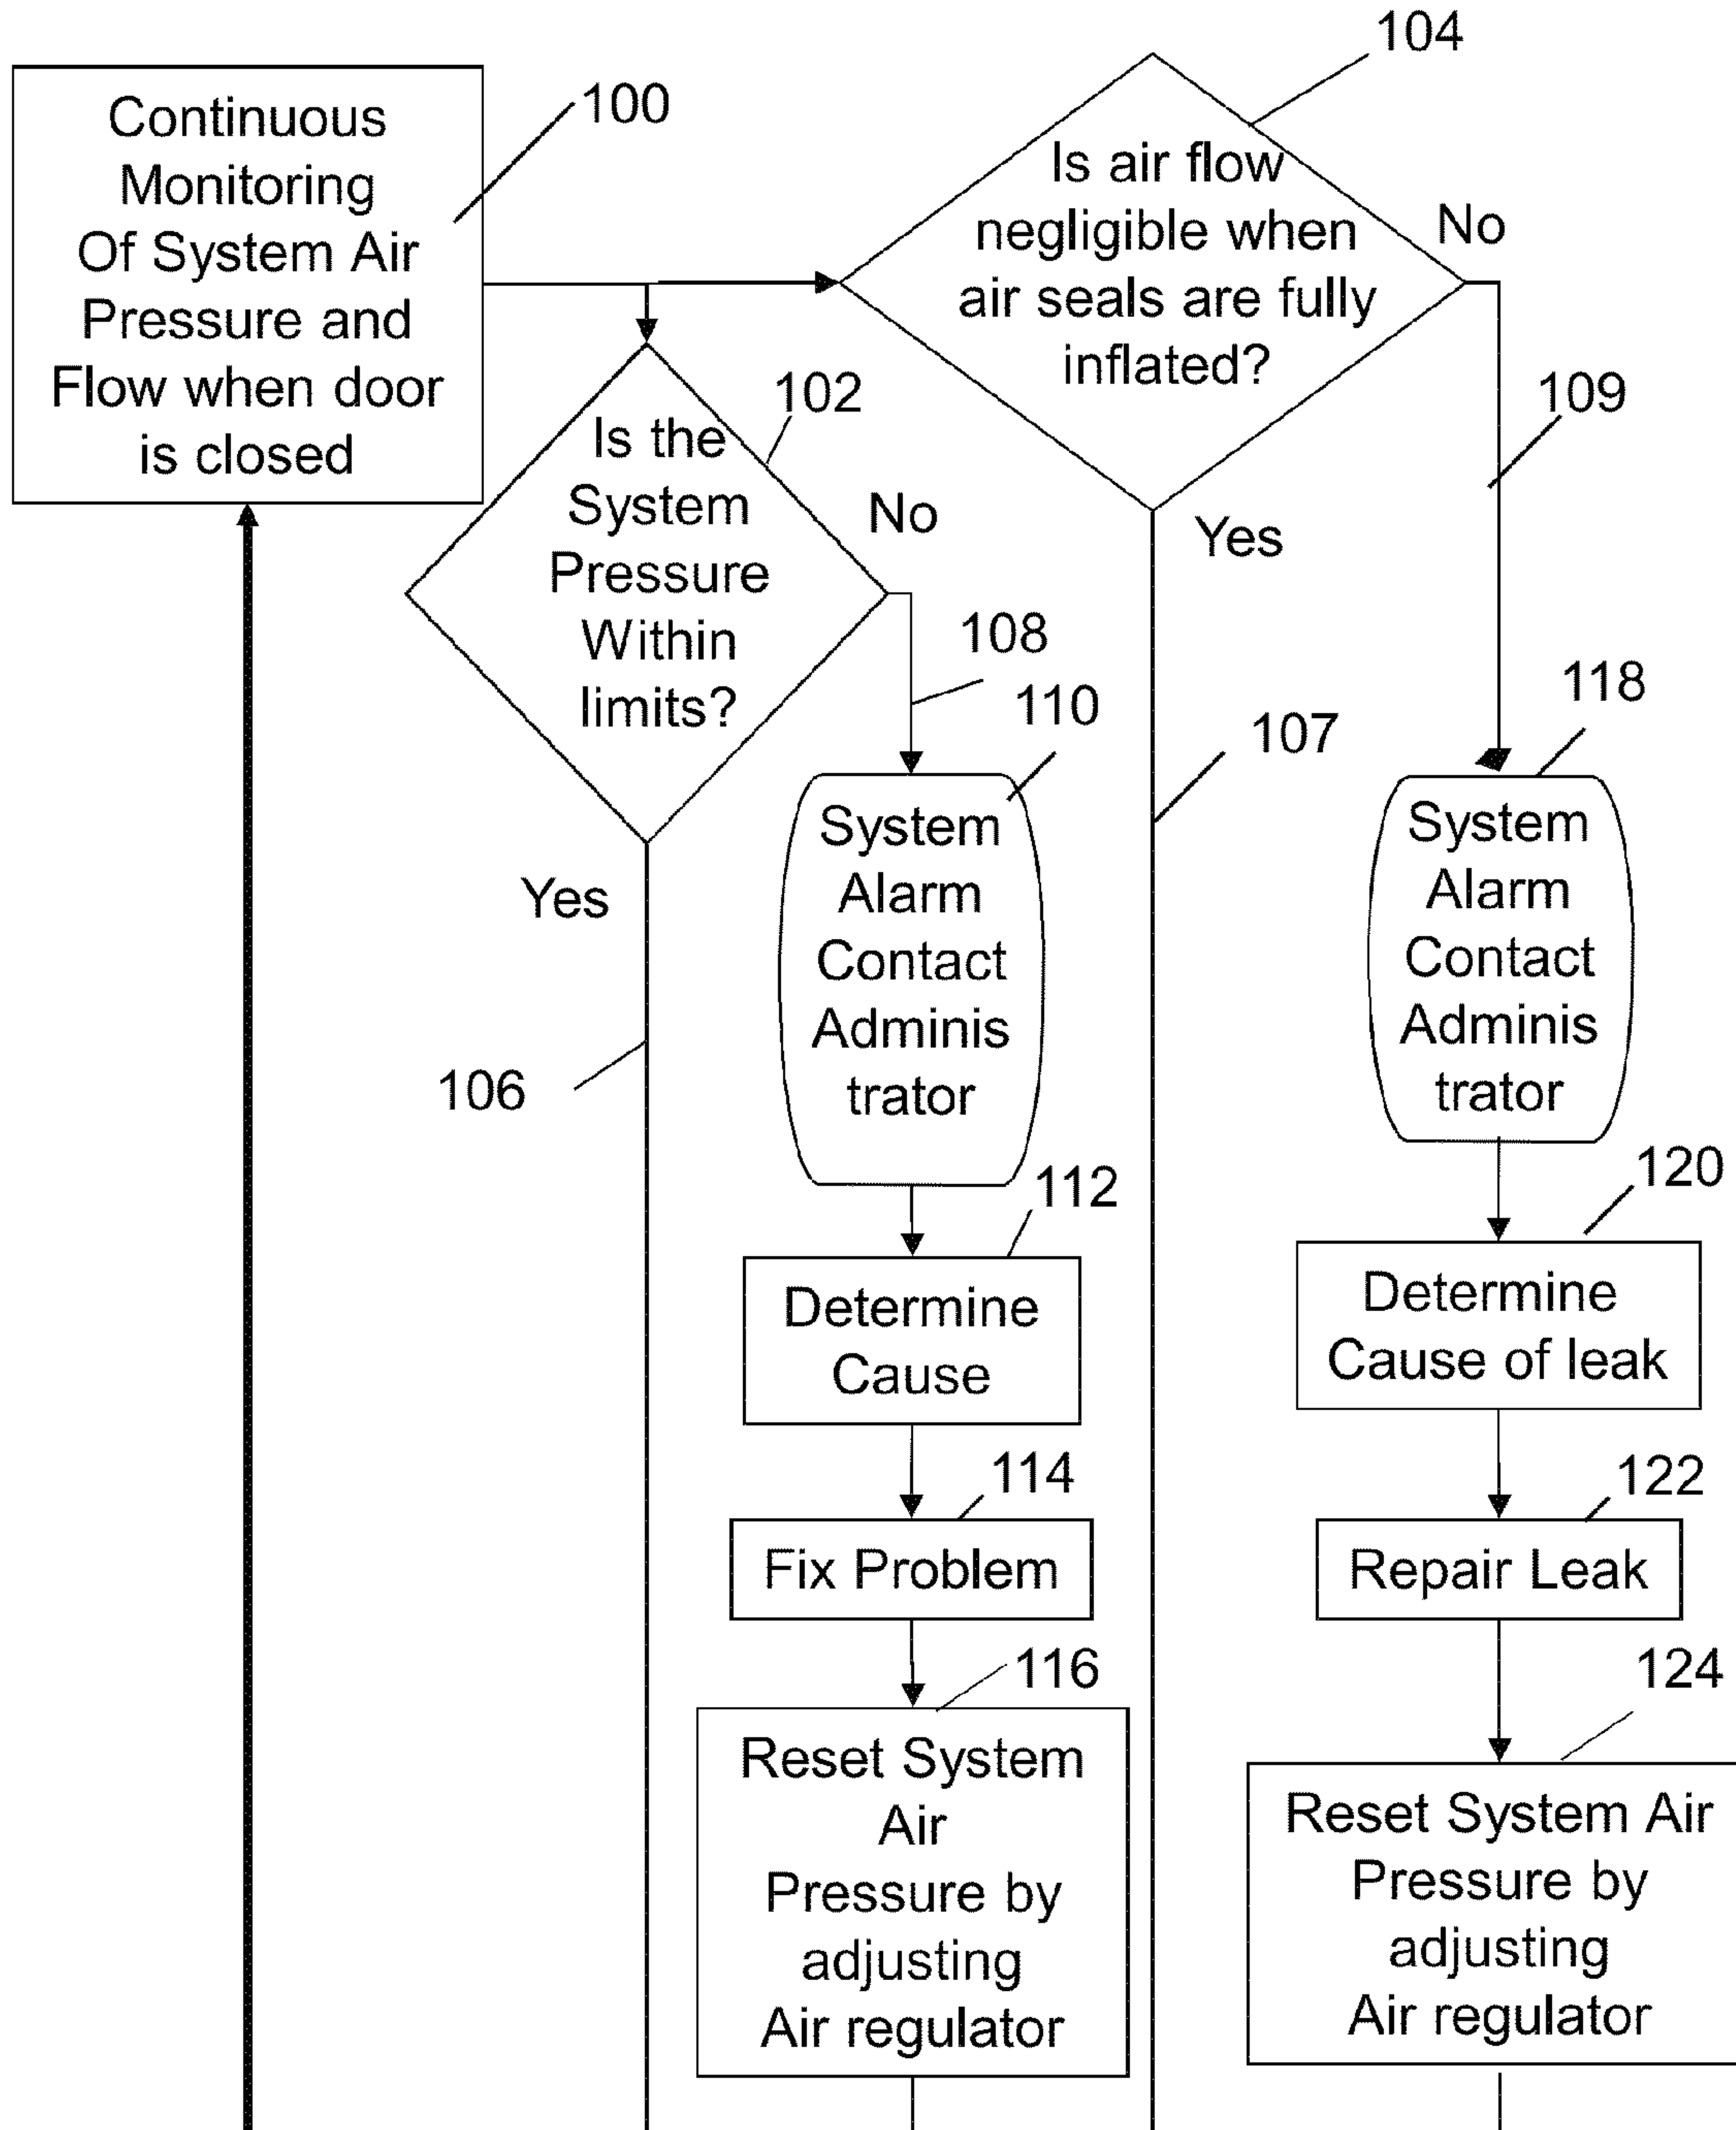 100
Continuous
Monitoring
Of System Air
Pressure and
Flow when door
is closed
104
Is air flow
negligible when
air seals are fully
inflated?
No
Yes
102
Is the
System
Pressure
Within
limits?
No
Yes
106
107
108
109
110
System
Alarm
Contact
Adminis
trator
112
Determine
Cause
114
Fix Problem
116
Reset System
Air
Pressure by
adjusting
Air regulator
118
System
Alarm
Contact
Adminis
trator
120
Determine
Cause of leak
122
Repair Leak
124
Reset System Air
Pressure by
adjusting
Air regulator